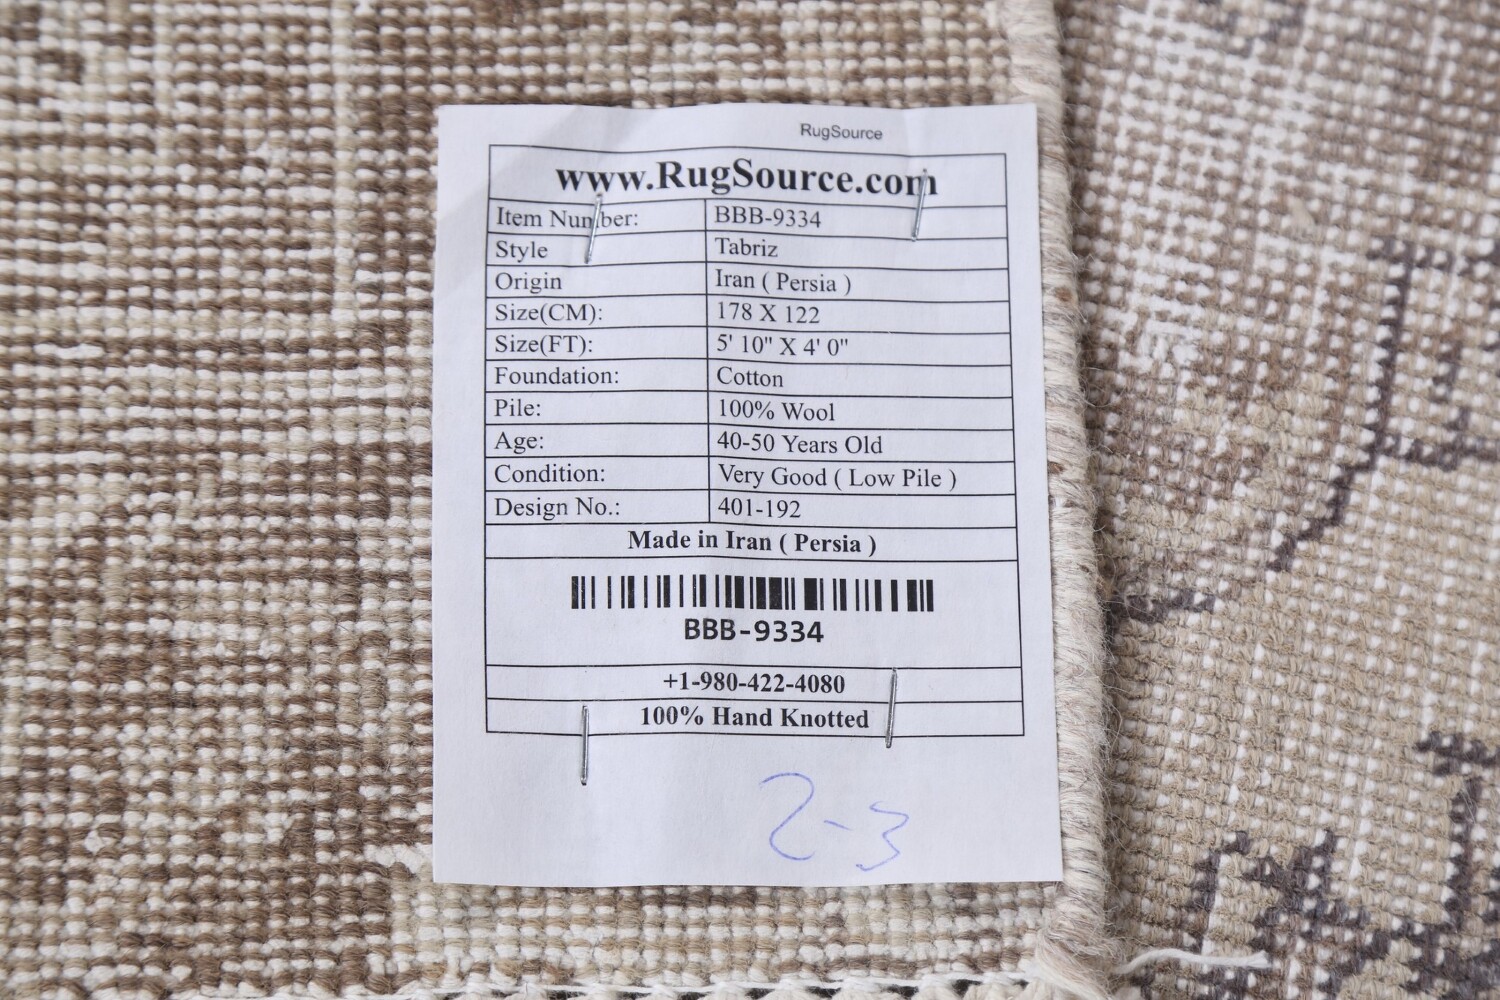 RugSource
www.RugSource.com
Item Number: BBB-9334
Style Tabriz
Origin Iran ( Persia )
Size(CM): 178 X 122
Size(FT): 5' 10" X 4' 0"
Foundation: Cotton
Pile: 100% Wool
Age: 40-50 Years Old
Condition: Very Good ( Low Pile )
Design No.: 401-192
Made in Iran ( Persia )
BBB-9334
+1-980-422-4080
100% Hand Knotted
2-3